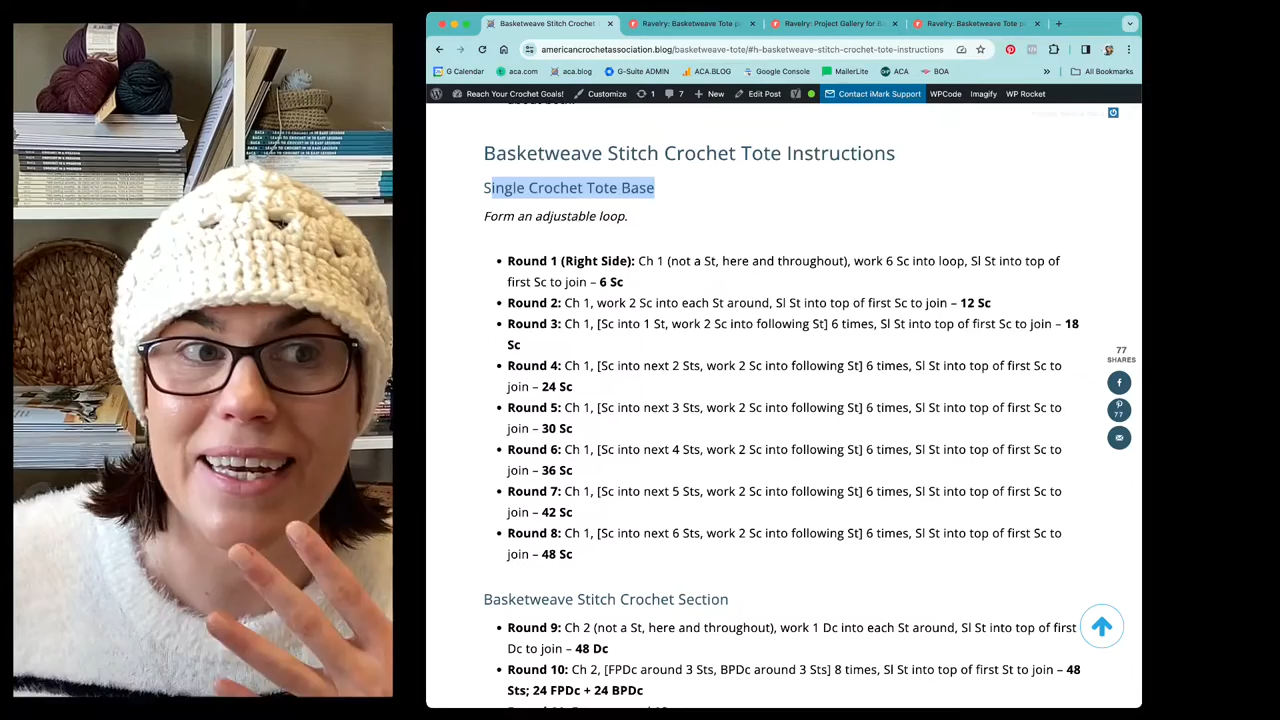 Basketweave Stitch Crochet
Ravelry: Basketweave Tote p
Ravelry: Project Gallery for B
Ravelry: Basketweave Tote p
americancrochetassociation.blog/basketweave-tote/#h-basketweave-stitch-crochet-tote-instructions
G Calendar
aca.com
aca.blog
G-Suite ADMIN
ACA.BLOG
Google Console
MailerLite
ACA
BOA
»
All Bookmarks
Reach Your Crochet Goals!
Customize
1
7
+ New
Edit Post
Contact iMark Support
WPCode
Imagify
WP Rocket
Basketweave Stitch Crochet Tote Instructions
Single Crochet Tote Base
Form an adjustable loop.
• Round 1 (Right Side): Ch 1 (not a St, here and throughout), work 6 Sc into loop, Sl St into top of
first Sc to join – 6 Sc
• Round 2: Ch 1, work 2 Sc into each St around, Sl St into top of first Sc to join – 12 Sc
• Round 3: Ch 1, [Sc into 1 St, work 2 Sc into following St] 6 times, Sl St into top of first Sc to join – 18
Sc
• Round 4: Ch 1, [Sc into next 2 Sts, work 2 Sc into following St] 6 times, Sl St into top of first Sc to
join – 24 Sc
• Round 5: Ch 1, [Sc into next 3 Sts, work 2 Sc into following St] 6 times, Sl St into top of first Sc to
join – 30 Sc
• Round 6: Ch 1, [Sc into next 4 Sts, work 2 Sc into following St] 6 times, Sl St into top of first Sc to
join – 36 Sc
• Round 7: Ch 1, [Sc into next 5 Sts, work 2 Sc into following St] 6 times, Sl St into top of first Sc to
join – 42 Sc
• Round 8: Ch 1, [Sc into next 6 Sts, work 2 Sc into following St] 6 times, Sl St into top of first Sc to
join – 48 Sc
Basketweave Stitch Crochet Section
• Round 9: Ch 2 (not a St, here and throughout), work 1 Dc into each St around, Sl St into top of first
Dc to join – 48 Dc
• Round 10: Ch 2, [FPDc around 3 Sts, BPDc around 3 Sts] 8 times, Sl St into top of first St to join – 48
Sts; 24 FPDc + 24 BPDc
77
SHARES
77